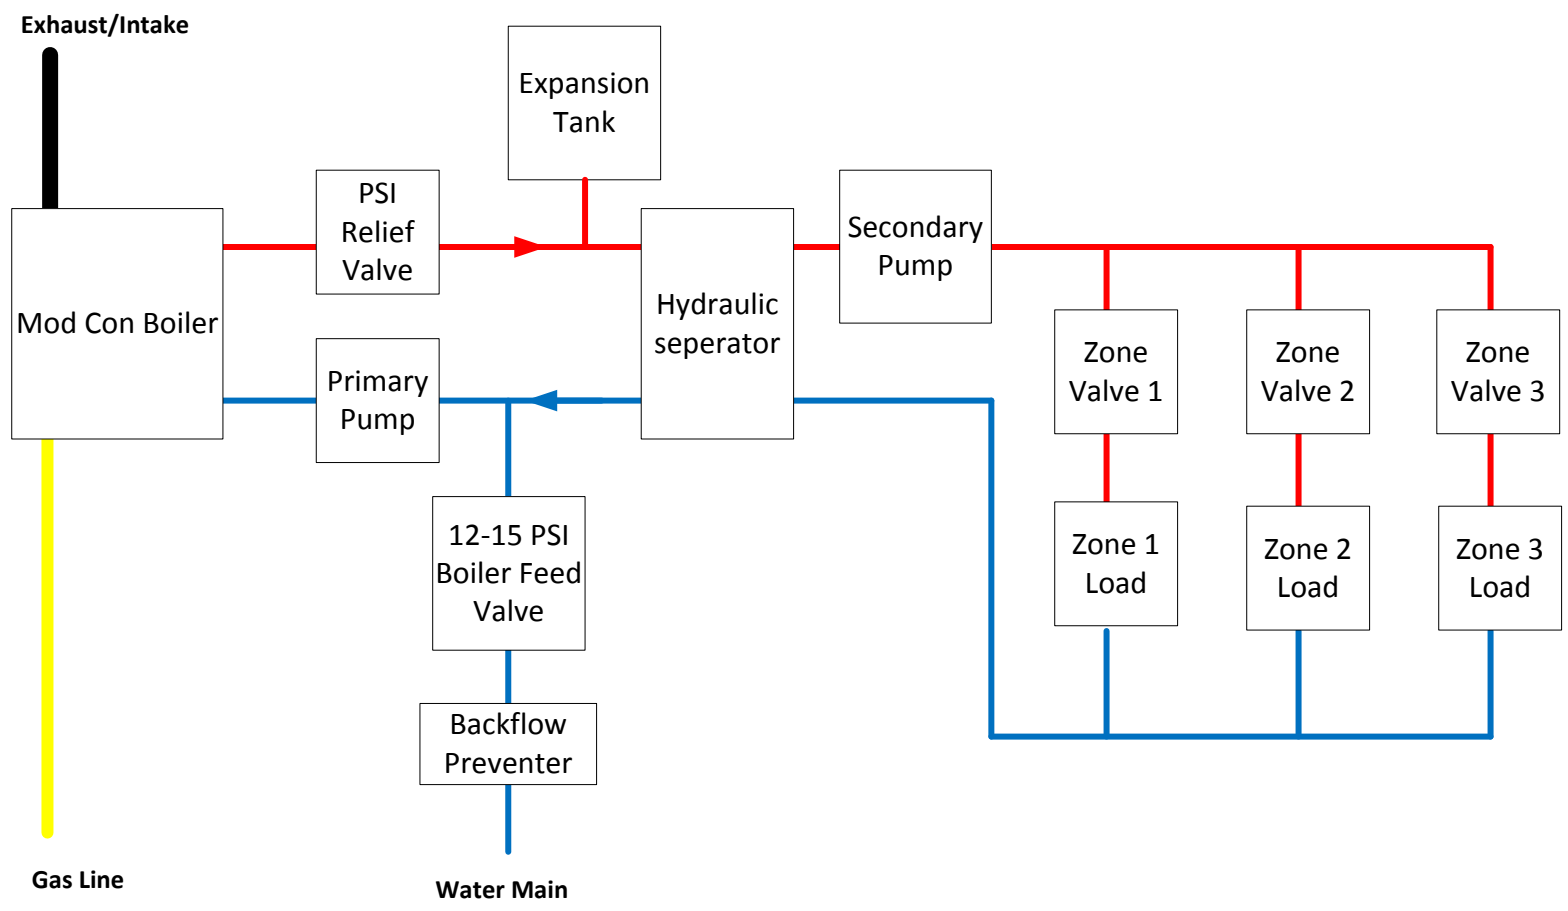 Exhaust/Intake
Expansion
Tank
PSI
Relief
Valve
Secondary
Pump
Mod Con Boiler
Hydraulic
seperator
Primary
Pump
Zone
Valve 1
Zone
Valve 2
Zone
Valve 3
12-15 PSI
Boiler Feed
Valve
Zone 1
Load
Zone 2
Load
Zone 3
Load
Backflow
Preventer
Gas Line
Water Main